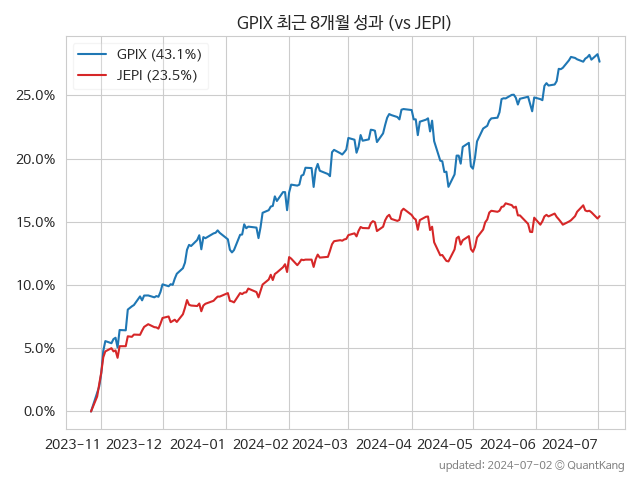 GPIX 최근 8개월 성과 (vs JEPI)
GPIX (43.1%)
JEPI (23.5%)
25.0%
20.0%
15.0%
10.0%
5.0%
0.0%
2023-11 2023-12 2024-01 2024-02 2024-03 2024-04 2024-05 2024-06 2024-07
updated: 2024-07-02 © QuantKang